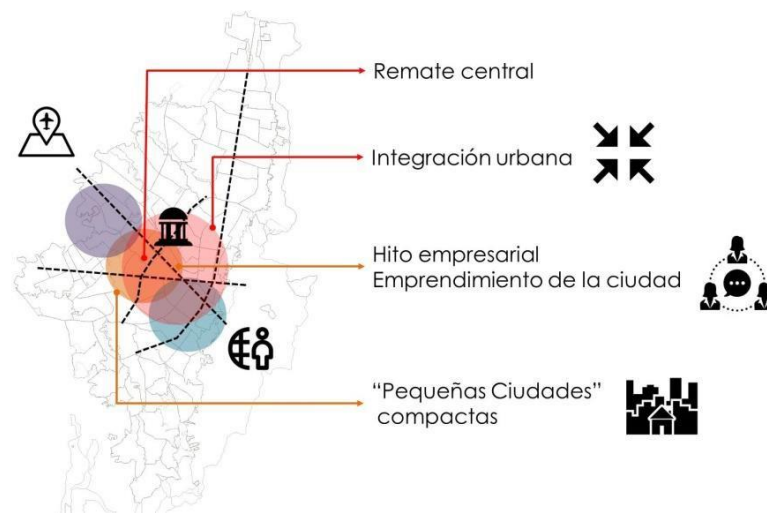 Remate central
Integración urbana
Hito empresarial
Emprendimiento de la ciudad
“Pequeñas Ciudades”
compactas